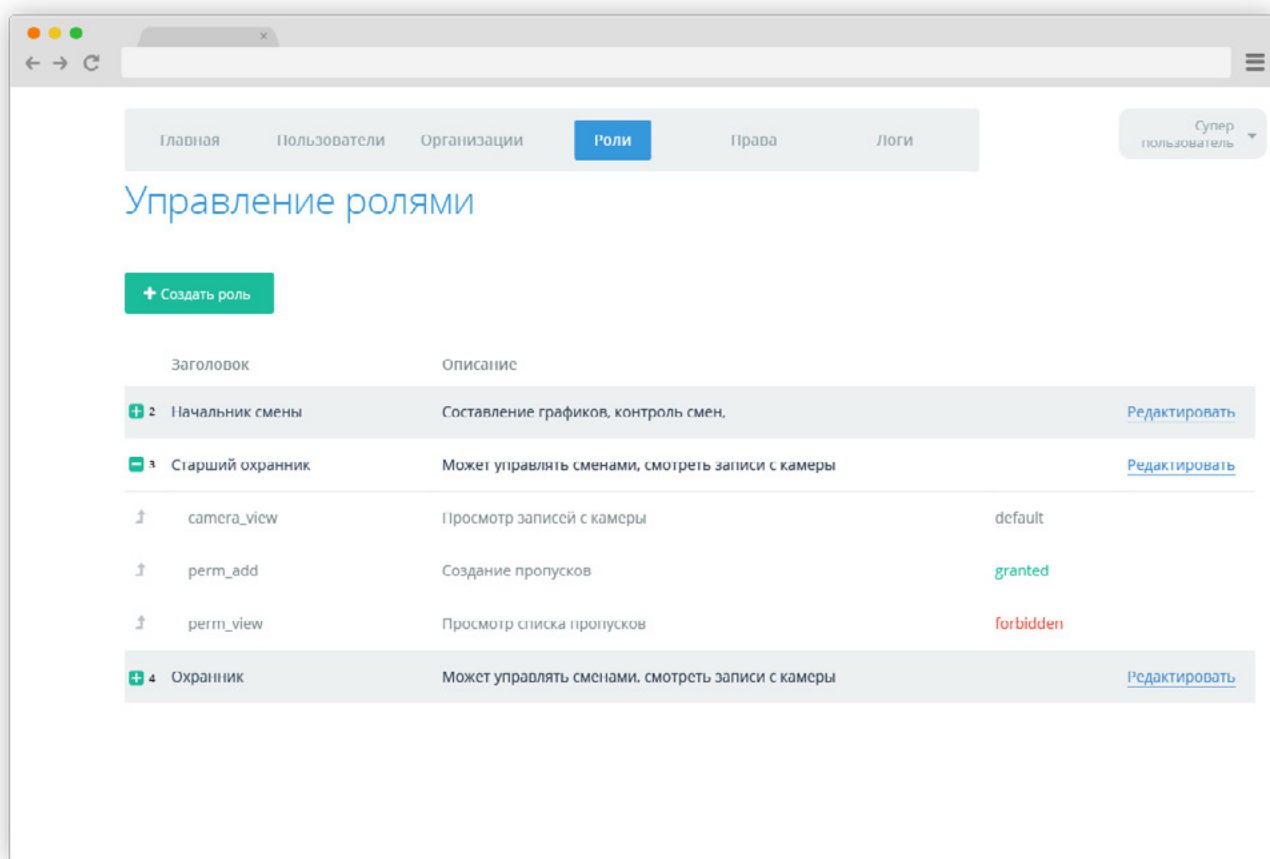 Главная Пользователи Организации Роли Права Логи
Супер
пользователь
Управление ролями
Создать роль
Заголовок Описание
2 Начальник смены Составление графиков, контроль смен, Редактировать
3 Старший охранник Может управлять сменами, смотреть записи с камеры Редактировать
camera_view Просмотр записей с камеры default
perm_add Создание пропусков granted
perm_view Просмотр списка пропусков forbidden
4 Охранник Может управлять сменами, смотреть записи с камеры Редактировать